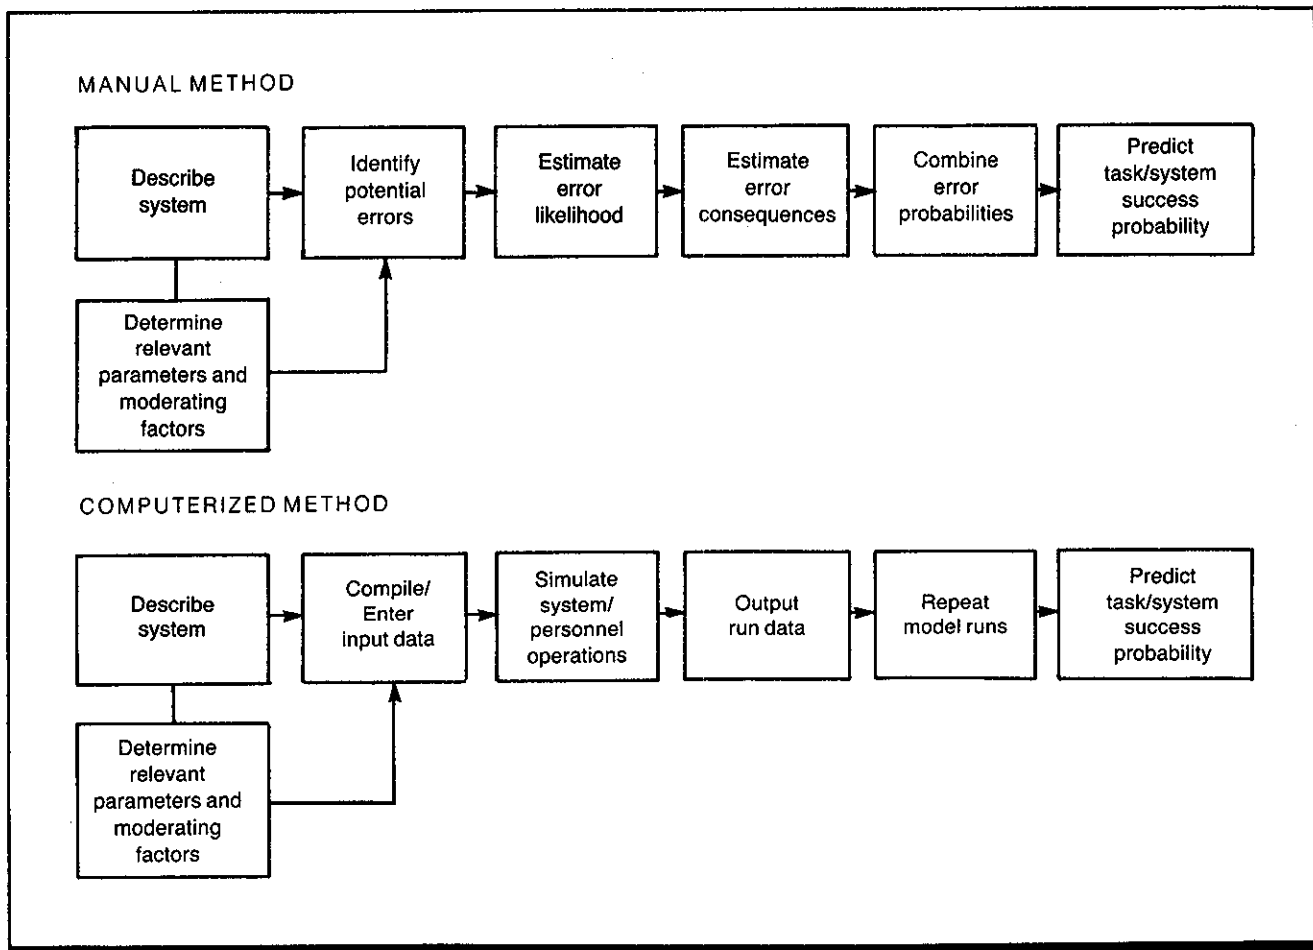 MANUAL METHOD
Describe
system
Identify
potential
errors
Estimate
error
likelihood
Estimate
error
consequences
Combine
error
probabilities
Predict
task/system
success
probability
Determine
relevant
parameters and
moderating
factors
COMPUTERIZED METHOD
Describe
system
Compile/
Enter
input data
Simulate
system/
personnel
operations
Output
run data
Repeat
model runs
Predict
task/system
success
probability
Determine
relevant
parameters and
moderating
factors